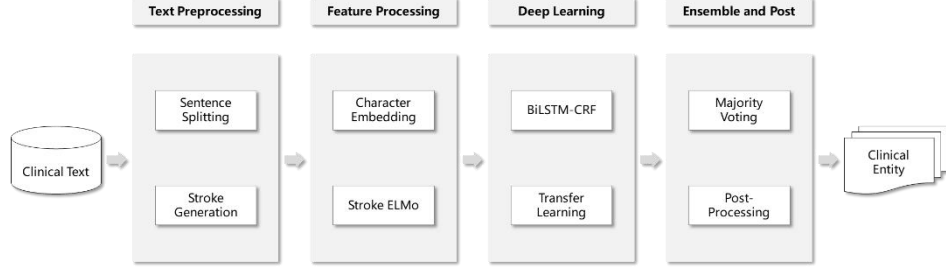 Text Preprocessing
Feature Processing
Deep Learning
Ensemble and Post
Clinical Text
Sentence
Splitting
Stroke
Generation
Character
Embedding
Stroke ELMo
BiLSTM-CRF
Transfer
Learning
Majority
Voting
Post-
Processing
Clinical
Entity